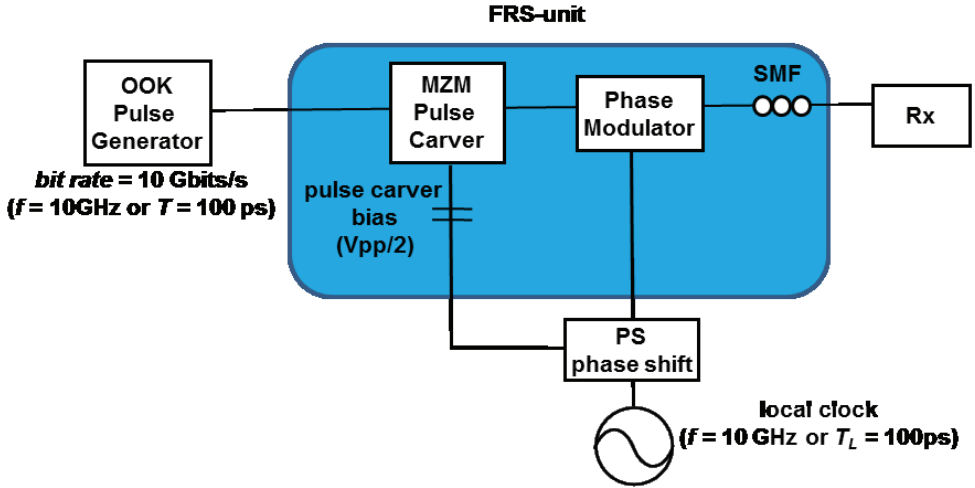 FRS-unit
OOK
Pulse
Generator
bit rate = 10 Gbits/s
(f = 10GHz or T = 100 ps)
MZM
Pulse
Carver
pulse carver
bias
(Vpp/2)
Phase
Modulator
SMF
Rx
PS
phase shift
local clock
(f = 10 GHz or T_L = 100ps)